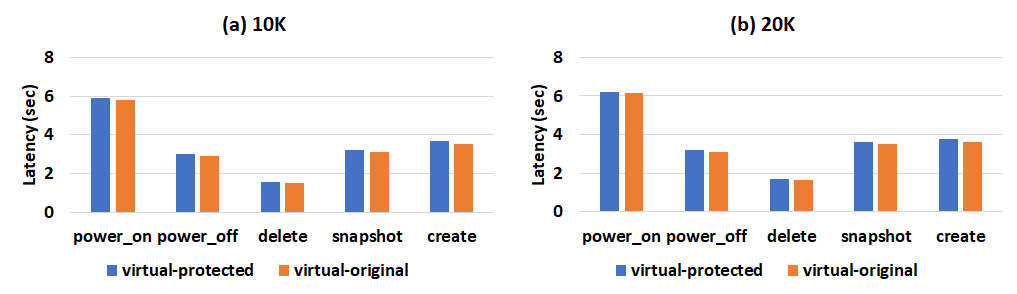 (a) 10K
8
6
4
2
0
Latency (sec)
power_on power_off delete snapshot create
virtual-protected virtual-original
(b) 20K
8
6
4
2
0
Latency (sec)
power_on power_off delete snapshot create
virtual-protected virtual-original